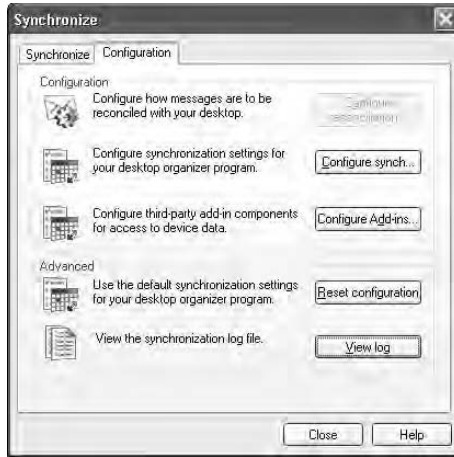 Synchronize
Synchronize Configuration
Configuration
Configure how messages are to be
reconciled with your desktop.
Configure
reconciliation
Configure synchronization settings for
your desktop organizer program.
Configure synch...
Configure third-party add-in components
for access to device data.
Configure Add-ins...
Advanced
Use the default synchronization settings
for your desktop organizer program.
Reset configuration
View the synchronization log file.
View log
Close Help